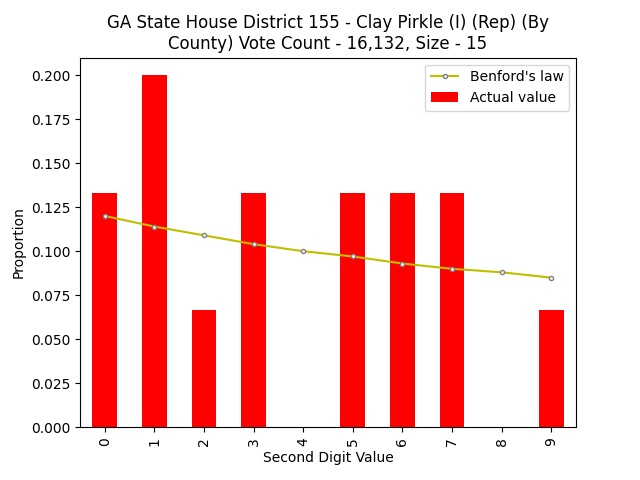 GA State House District 155 - Clay Pirkle (I) (Rep) (By
County) Vote Count - 16,132, Size - 15
Benford's law
Actual value
0.200
0.175
0.150
0.125
0.100
0.075
0.050
0.025
0.000
Proportion
0 1 2 3 4 5 6 7 8 9
Second Digit Value